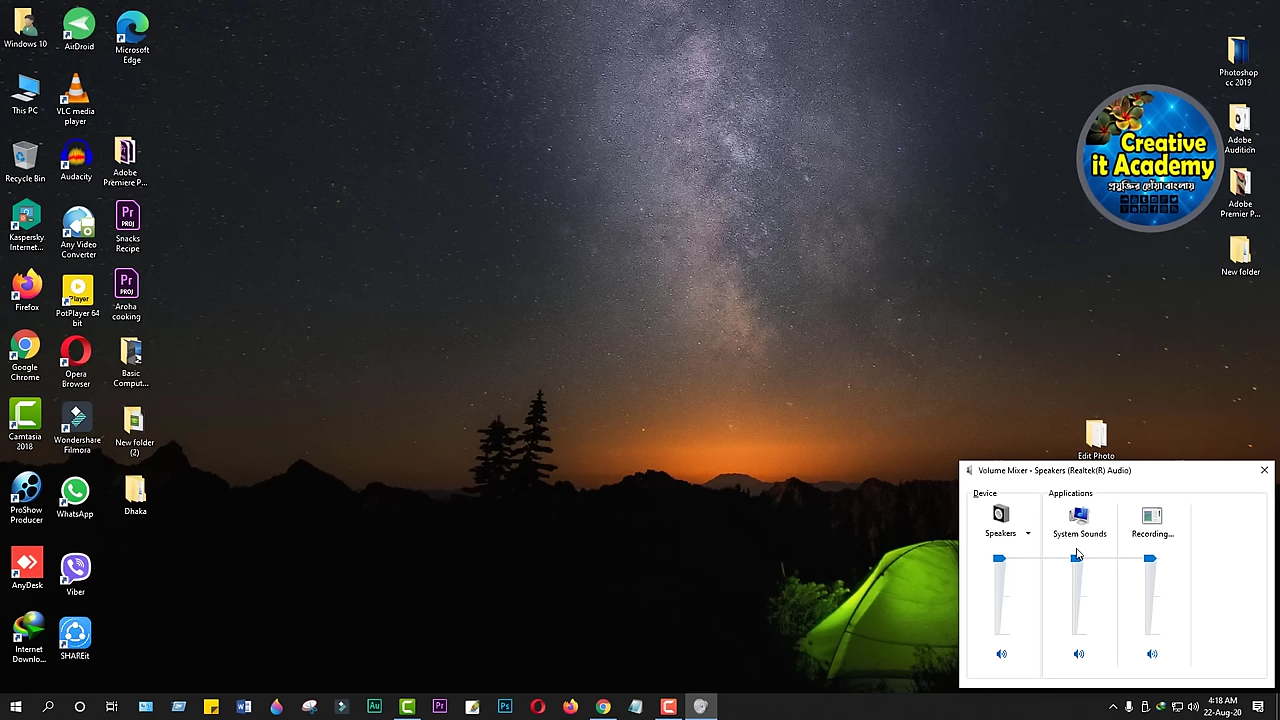 Windows 10
AirDroid
Microsoft
Edge
This PC
VLC media
player
Recycle Bin
Audacity
Adobe
Premiere P...
Kaspersky
Internet...
Any Video
Converter
Snacks
Recipe
Firefox
PotPlayer 64
bit
Aroha
cooking
Google
Chrome
Opera
Browser
Basic
Comput...
Camtasia
2018
Wondershare
Filmora
New folder
(2)
ProShow
Producer
WhatsApp
Dhaka
AnyDesk
Viber
Internet
Downlo...
SHAREit
Photoshop
cc 2019
Adobe
Audition
Adobe
Premier P...
New folder
Creative
it Academy
প্রযুক্তির ছোঁয়া বাংলায়
Edit Photo
Volume Mixer - Speakers (Realtek(R) Audio)
Device
Applications
Speakers
System Sounds
Recording...
4:18 AM
22-Aug-20